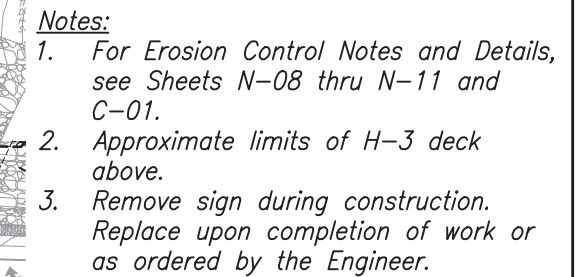 Notes:
1. For Erosion Control Notes and Details,
see Sheets N-08 thru N-11 and
C-01.
2. Approximate limits of H-3 deck
above.
3. Remove sign during construction.
Replace upon completion of work or
as ordered by the Engineer.